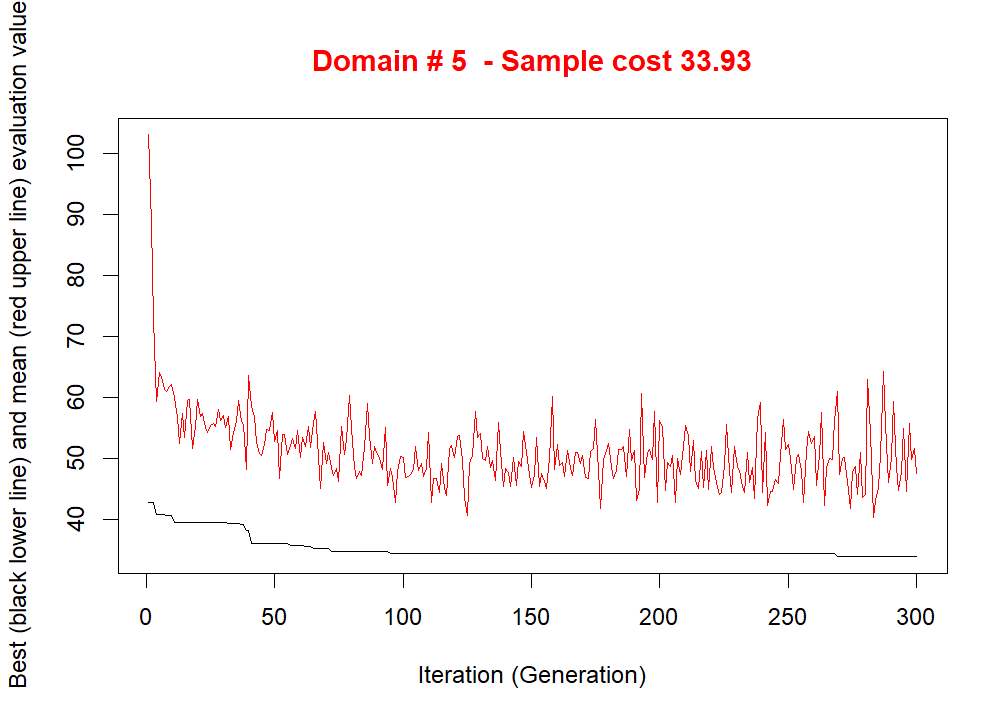 Domain # 5  - Sample cost 33.93
Best (black lower line) and mean (red upper line) evaluation value
100
90
80
70
60
50
40
0 50 100 150 200 250 300
Iteration (Generation)